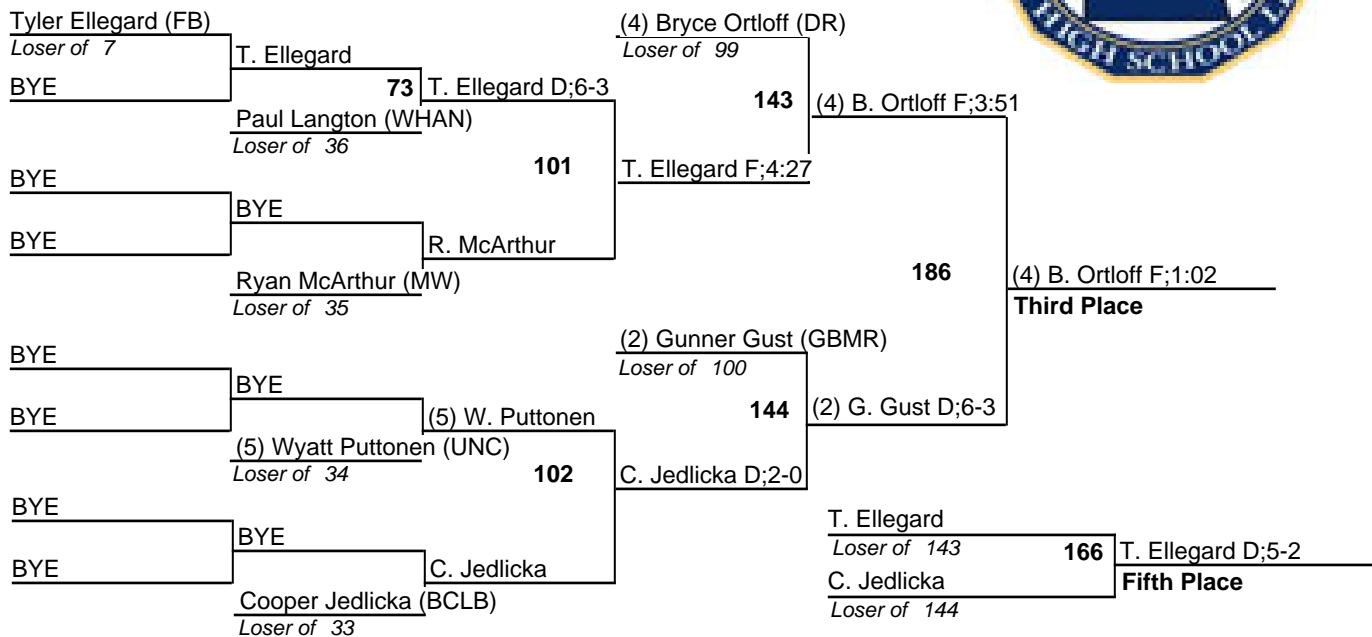 Tyler Ellegard (FB)
Loser of 7
BYE
T. Ellegard
73
Paul Langton (WHAN)
Loser of 36
T. Ellegard D;6-3
BYE
BYE
BYE
Ryan McArthur (MW)
Loser of 35
R. McArthur
101
(4) Bryce Ortloff (DR)
Loser of 99
T. Ellegard F;4:27
143
(4) B. Ortloff F;3:51
BYE
BYE
BYE
(5) Wyatt Puttonen (UNC)
Loser of 34
(5) W. Puttonen
BYE
BYE
BYE
Cooper Jedlicka (BCLB)
Loser of 33
C. Jedlicka
102
(2) Gunner Gust (GBMR)
Loser of 100
C. Jedlicka D;2-0
144
(2) G. Gust D;6-3
186
(4) B. Ortloff F;1:02
Third Place
T. Ellegard
Loser of 143
C. Jedlicka
Loser of 144
166
T. Ellegard D;5-2
Fifth Place
HIGH SCHOOL